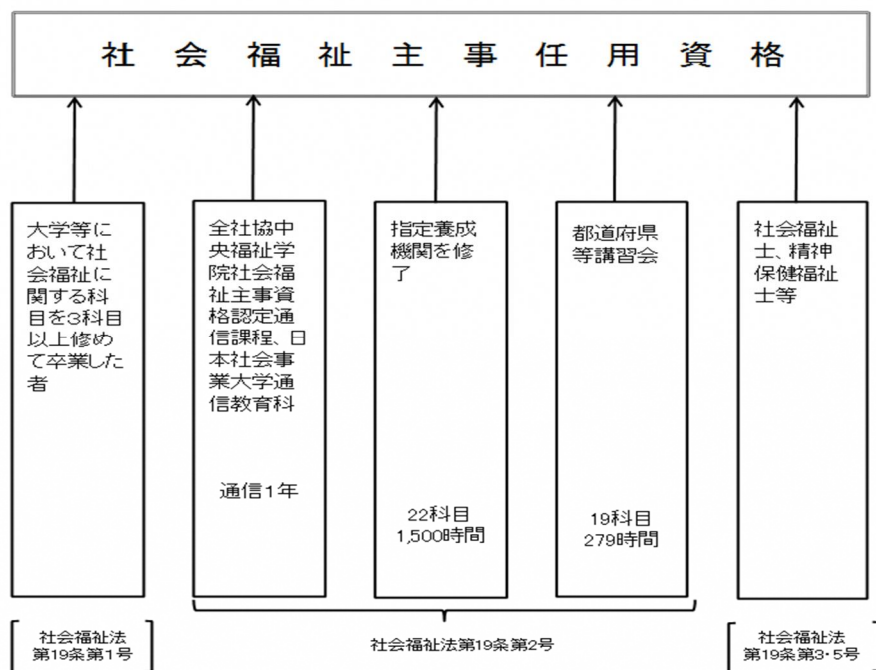 社会福祉主事任用資格
大学等に
おいて社
会福祉に
関する科
目を3科目
以上修め
て卒業した
者
全社協中
央福祉学
院社会福
祉主事資
格認定通
信課程、日
本社会事
業大学通
信教育科
通信1年
指定養成
機関を修
了
22科目
1,500時間
都道府県
等講習会
19科目
279時間
社会福祉
士、精神
保健福祉
士等
社会福祉法
第19条第1号
社会福祉法第19条第2号
社会福祉法
第19条第3・5号